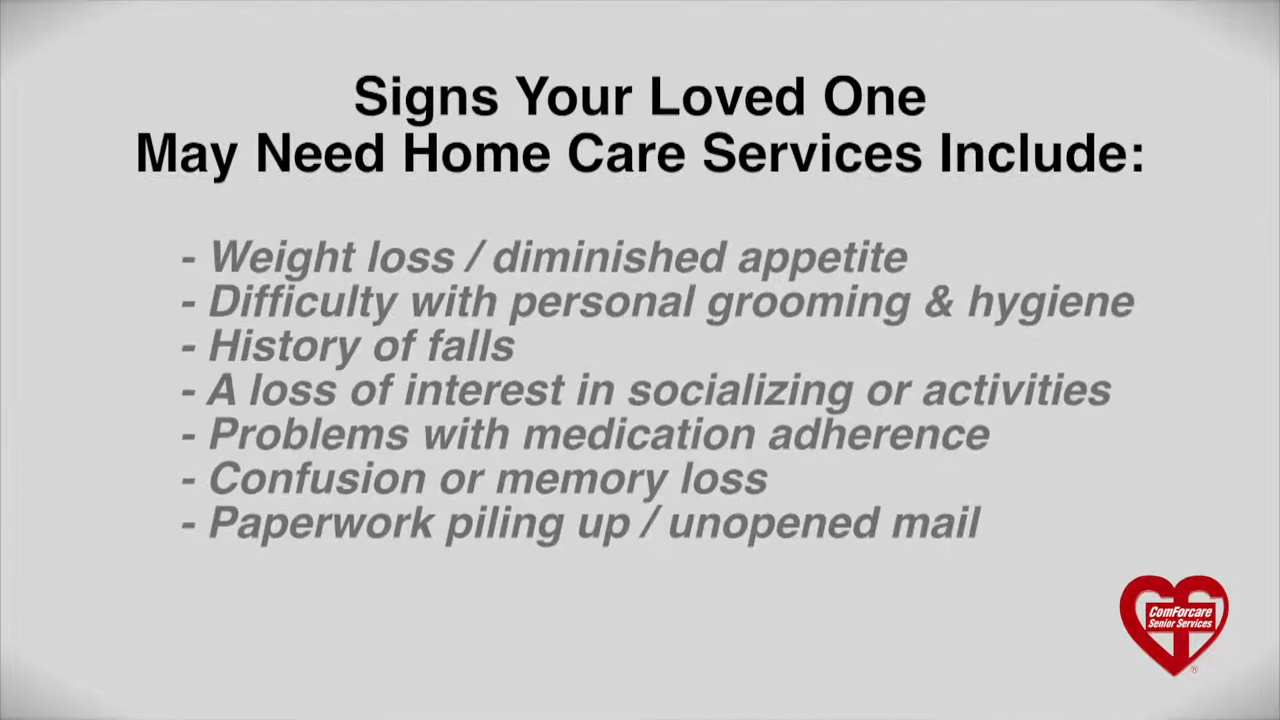 Signs Your Loved One
May Need Home Care Services Include:
- Weight loss / diminished appetite
- Difficulty with personal grooming & hygiene
- History of falls
- A loss of interest in socializing or activities
- Problems with medication adherence
- Confusion or memory loss
- Paperwork piling up / unopened mail
ComForcare
Senior Services
®